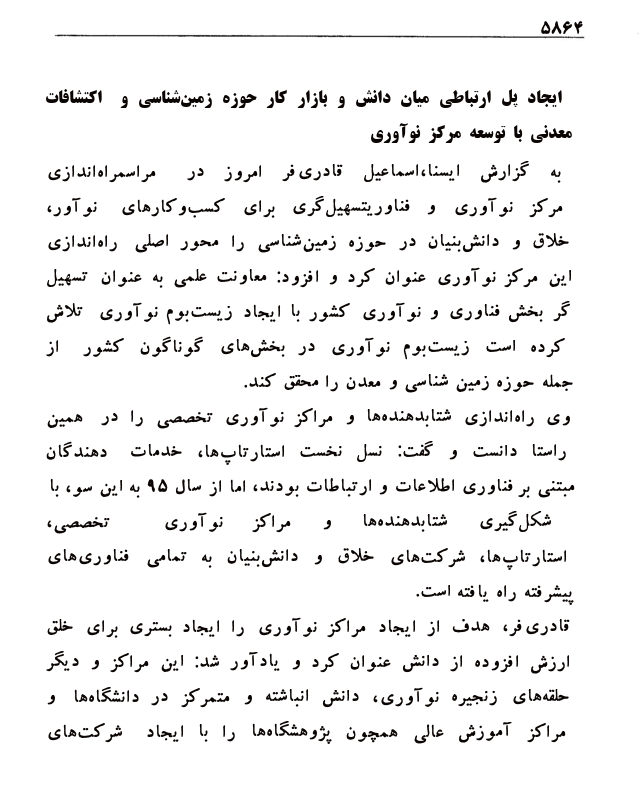 ۵۸۶۴
ایجاد پل ارتباطی میان دانش و بازار کار حوزه زمین‌شناسی و اکتشافات
معدنی با توسعه مرکز نوآوری
به گزارش ایسنا،اسماعیل قادری‌فر امروز در مراسمراه‌اندازی
مرکز نوآوری و فناوریتسهیل‌گری برای کسب‌وکارهای نوآور،
خلاق و دانش‌بنیان در حوزه زمین‌شناسی را محور اصلی راه‌اندازی
این مرکز نوآوری عنوان کرد و افزود: معاونت علمی به عنوان تسهیل
گر بخش فناوری و نوآوری کشور با ایجاد زیست‌بوم نوآوری تلاش
کرده است زیست‌بوم نوآوری در بخش‌های گوناگون کشور از
جمله حوزه زمین شناسی و معدن را محقق کند.
وی راه‌اندازی شتابدهنده‌ها و مراکز نوآوری تخصصی را در همین
راستا دانست و گفت: نسل نخست استارتاپ‌ها، خدمات دهندگان
مبتنی بر فناوری اطلاعات و ارتباطات بودند، اما از سال ۹۵ به این سو، با
شکل‌گیری شتابدهنده‌ها و مراکز نوآوری تخصصی،
استارتاپ‌ها، شرکت‌های خلاق و دانش‌بنیان به تمامی فناوری‌های
پیشرفته راه یافته است.
قادری‌فر، هدف از ایجاد مراکز نوآوری را ایجاد بستری برای خلق
ارزش افزوده از دانش عنوان کرد و یادآور شد: این مراکز و دیگر
حلقه‌های زنجیره نوآوری، دانش انباشته و متمرکز در دانشگاه‌ها و
مراکز آموزش عالی همچون پژوهشگاه‌ها را با ایجاد شرکت‌های